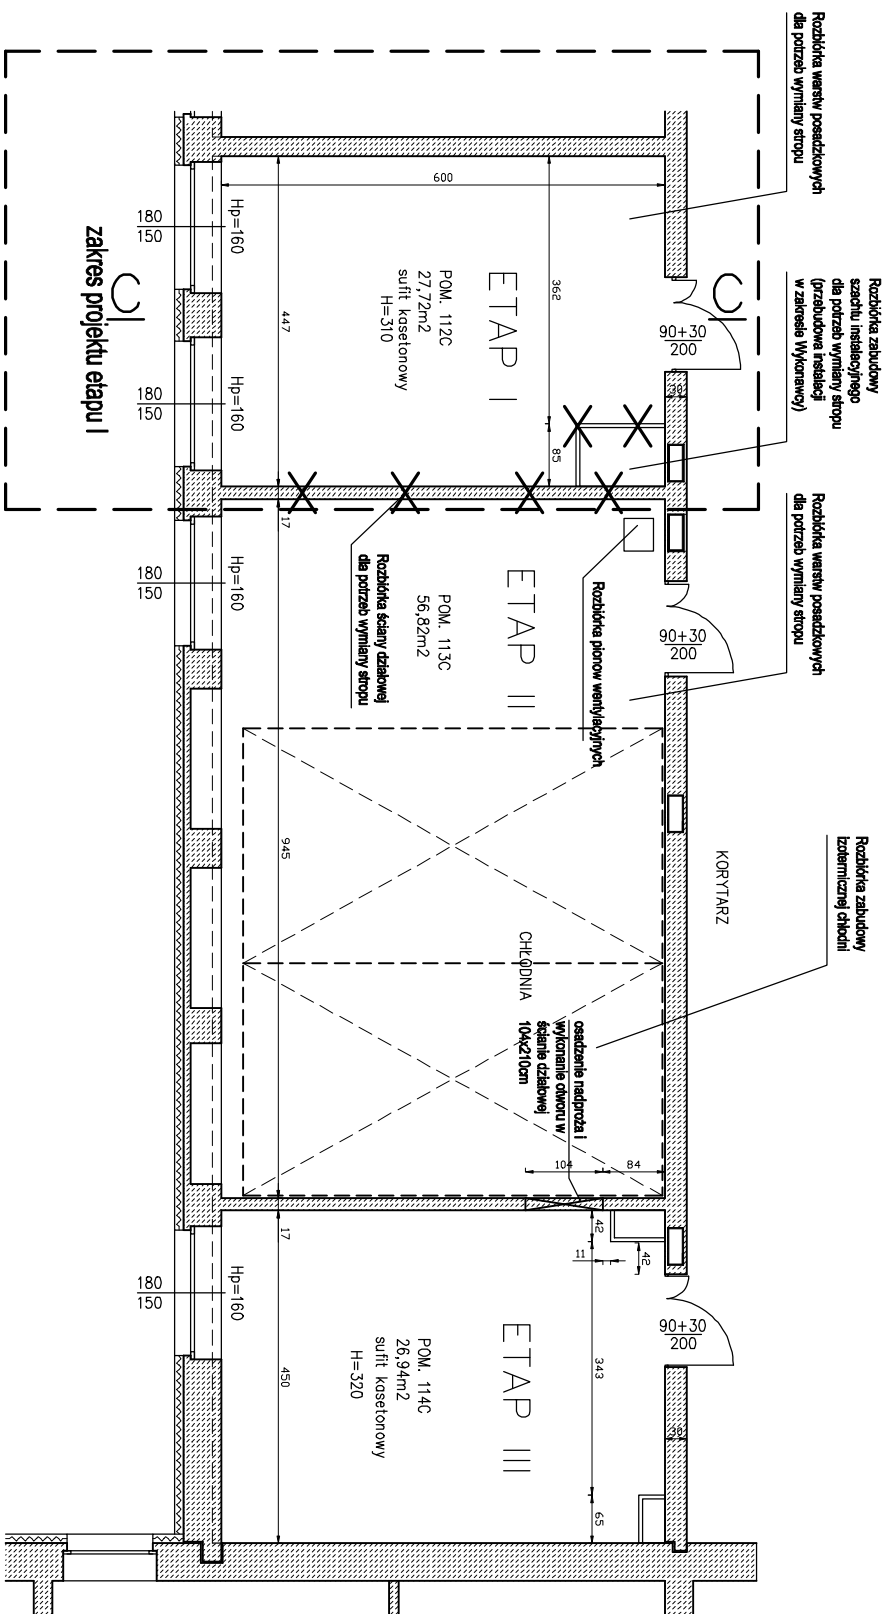 Rozbiórka warstw posadzkowych
dla potrzeb wymiany stropu
Rozbiórka zabudowy
szachtu instalacyjnego
dla potrzeb wymiany stropu
(przebudowa instalacji
w zakresie Wykonawcy)
Rozbiórka warstw posadzkowych
dla potrzeb wymiany stropu
Rozbiórka zabudowy
izotermicznej chłodni
KORYTARZ
C
90+30
200
30
90+30
200
90+30
200
30
600
362
85
ETAP I
POM. 112C
27,72m2
sufit kasetonowy
H=310
447
Rozbiórka pionow wentylacyjnych
ETAP II
POM. 113C
56,82m2
Rozbiórka ściany działowej
dla potrzeb wymiany stropu
17
945
CHŁODNIA
osadzenie nadproża i
wykonanie otworu w
ścianie działowej
104x210cm
104
84
42
42
11
343
65
ETAP III
POM. 114C
26,94m2
sufit kasetonowy
H=320
17
450
Hp=160
180
150
Hp=160
180
150
Hp=160
180
150
Hp=160
180
150
C
zakres projektu etapu I